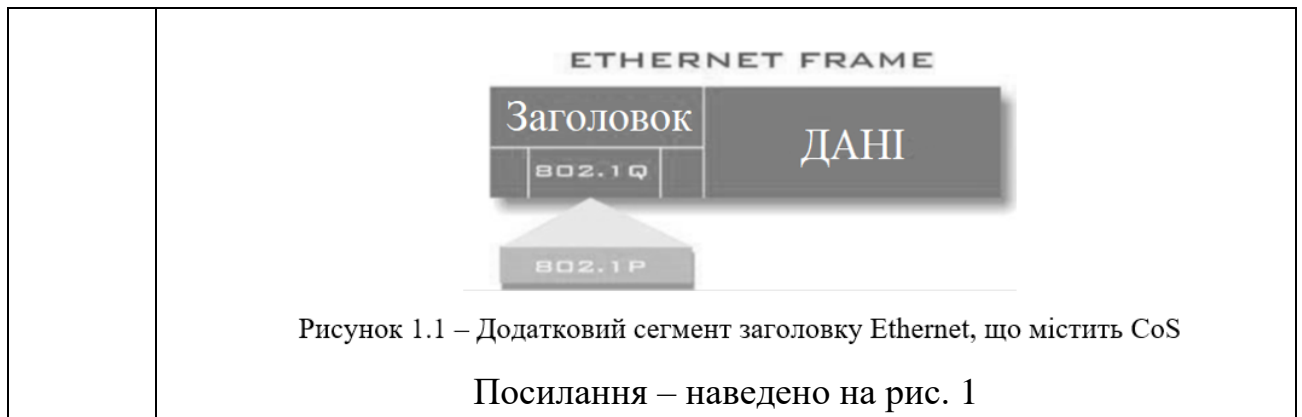 ETHERNET FRAME
Заголовок
ДАНІ
802.1Q
802.1P
Рисунок 1.1 – Додатковий сегмент заголовку Ethernet, що містить CoS
Посилання – наведено на рис. 1